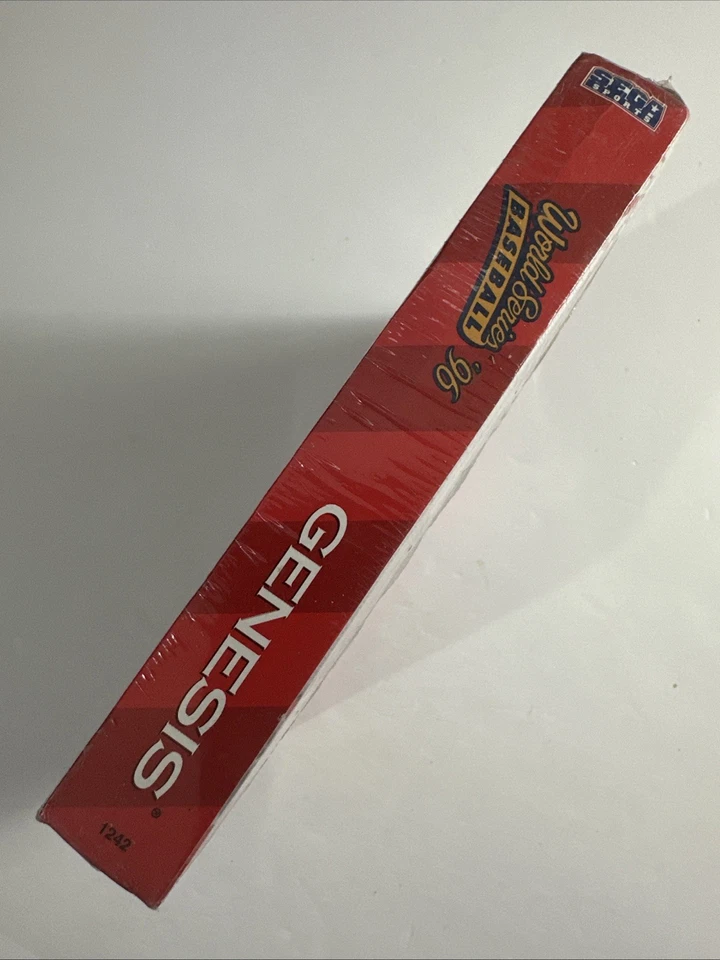 SEGA
SPORTS
World Series
BASEBALL
'96
GENESIS®
1242